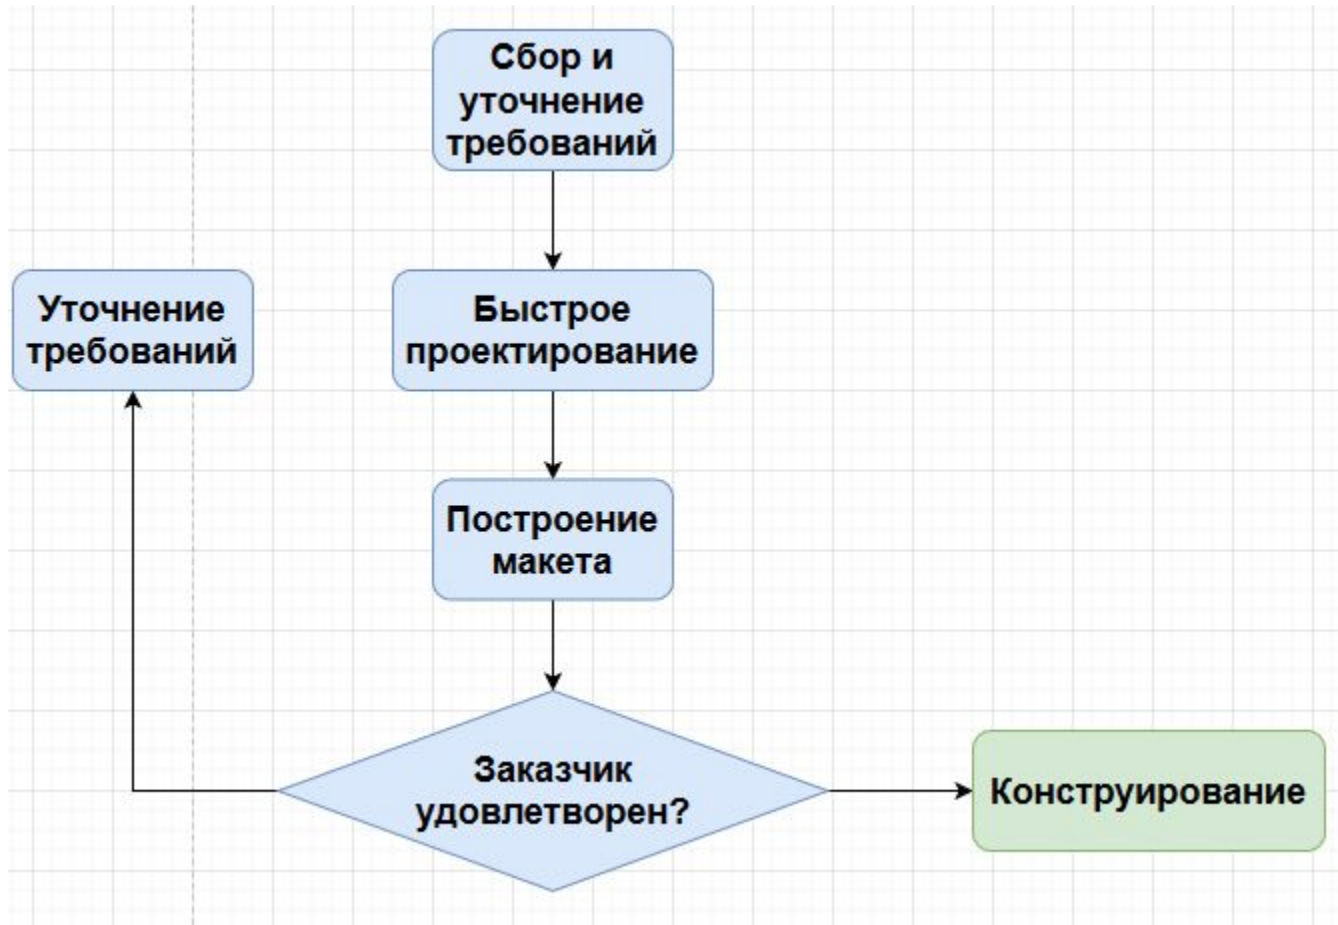 Сбор и
уточнение
требований
Уточнение
требований
Быстрое
проектирование
Построение
макета
Заказчик
удовлетворен?
Конструирование